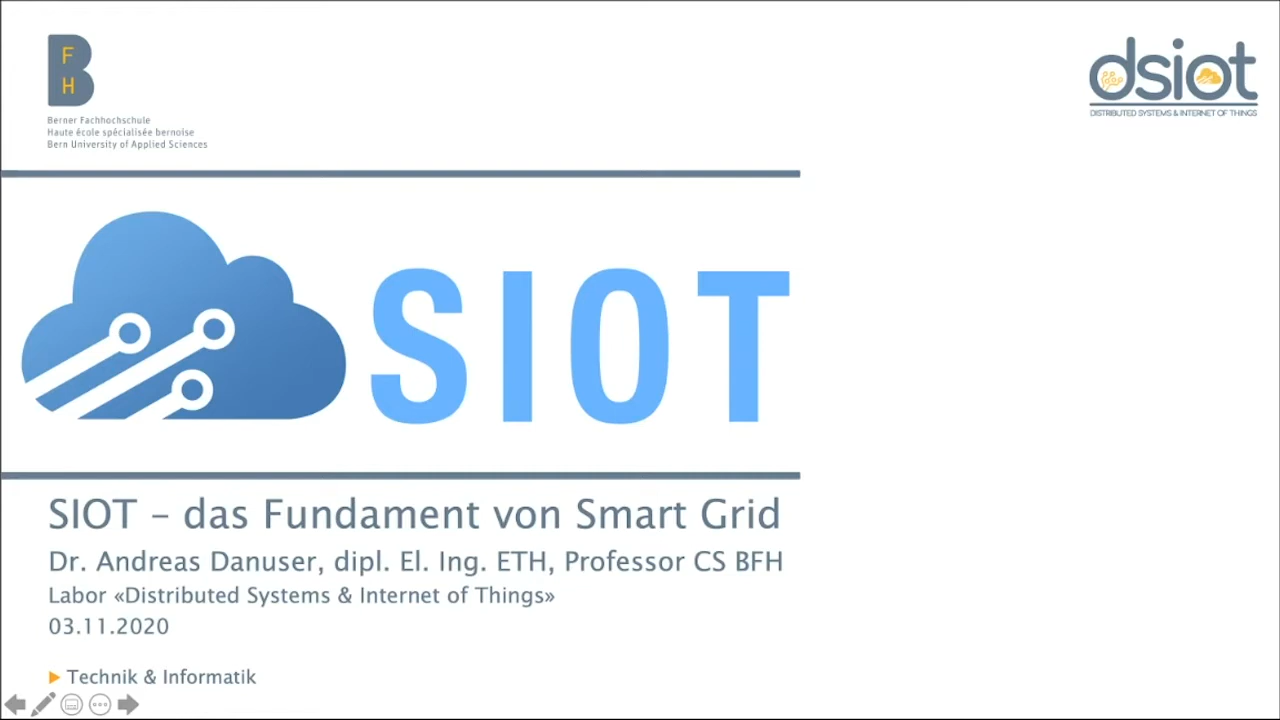 F
H
Berner Fachhochschule
Haute école spécialisée bernoise
Bern University of Applied Sciences
dsiot
DISTRIBUTED SYSTEMS & INTERNET OF THINGS
SIOT
SIOT – das Fundament von Smart Grid
Dr. Andreas Danuser, dipl. El. Ing. ETH, Professor CS BFH
Labor «Distributed Systems & Internet of Things»
03.11.2020
Technik & Informatik